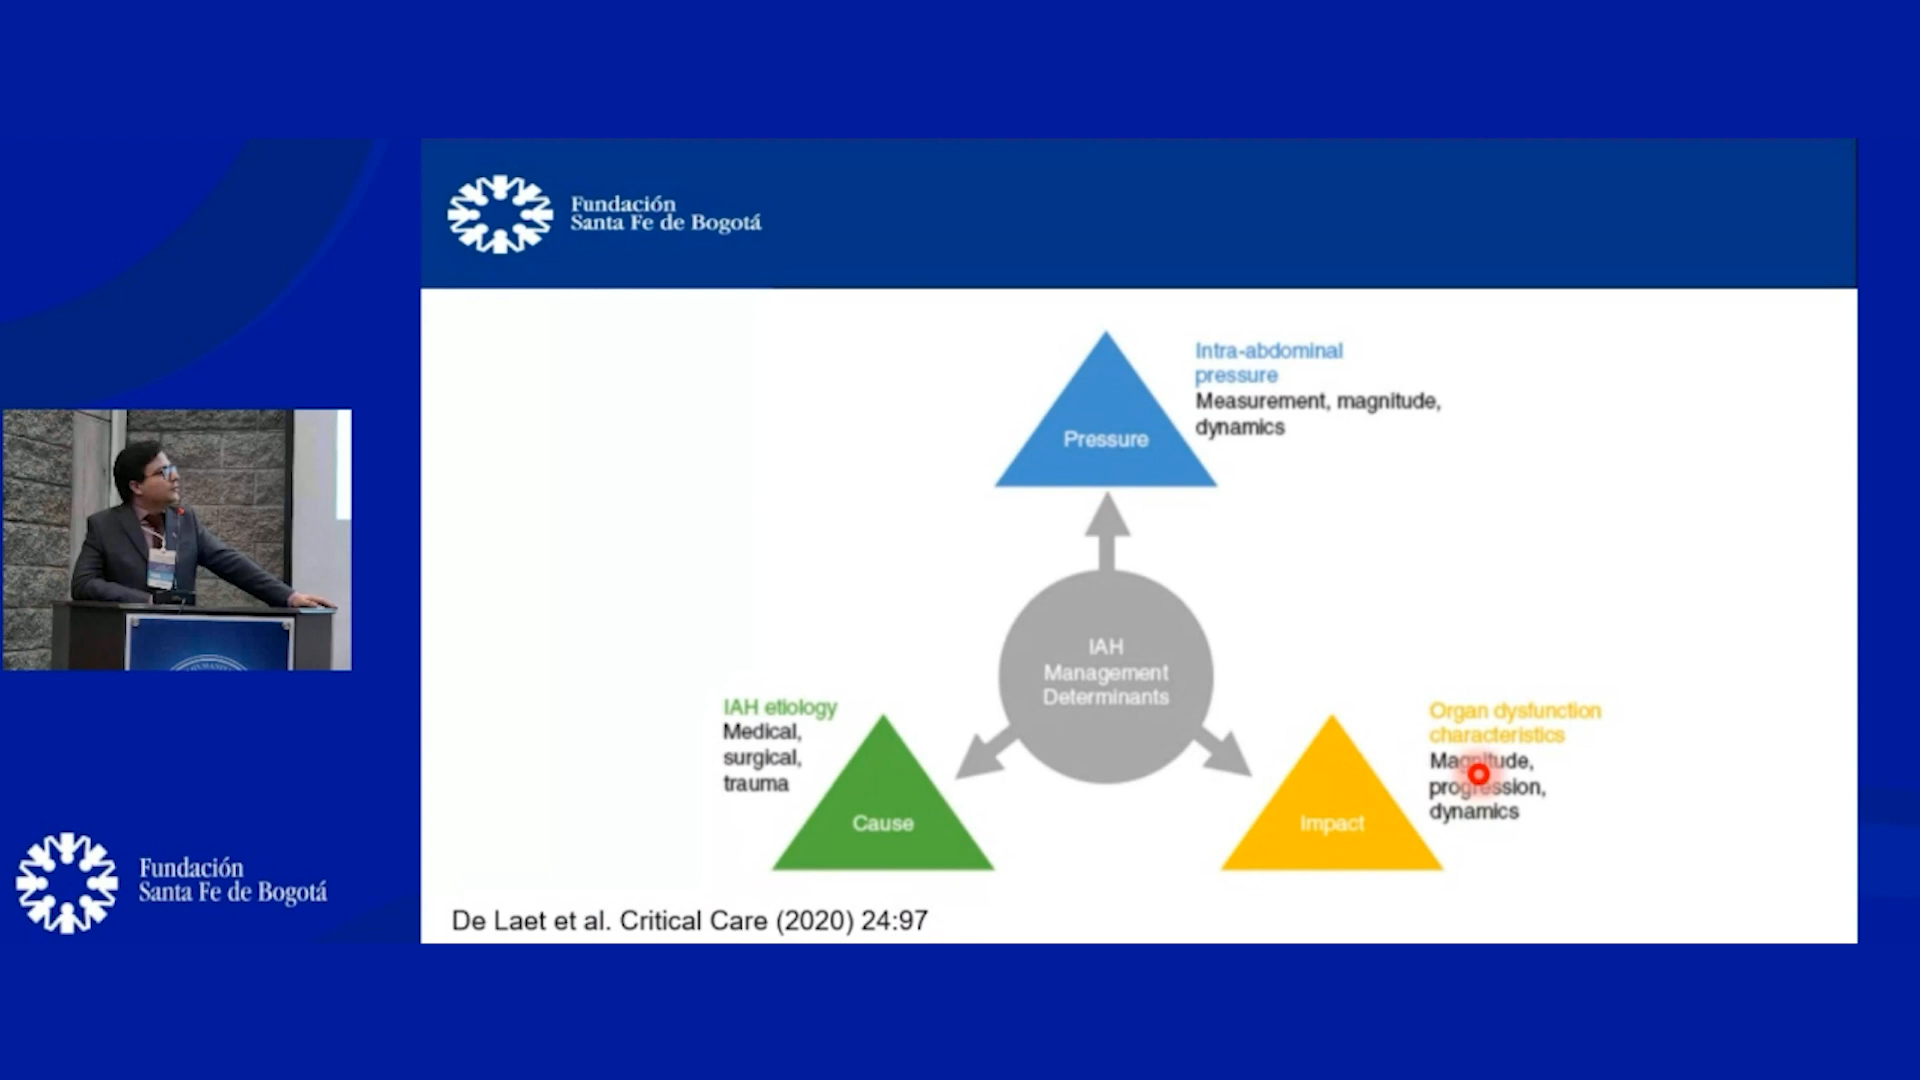 Fundación
Santa Fe de Bogotá
Intra-abdominal
pressure
Measurement, magnitude,
dynamics
Pressure
IAH
Management
Determinants
IAH etiology
Medical,
surgical,
trauma
Cause
Organ dysfunction
characteristics
Magnitude,
progression,
dynamics
Impact
De Laet et al. Critical Care (2020) 24:97
Fundación
Santa Fe de Bogotá